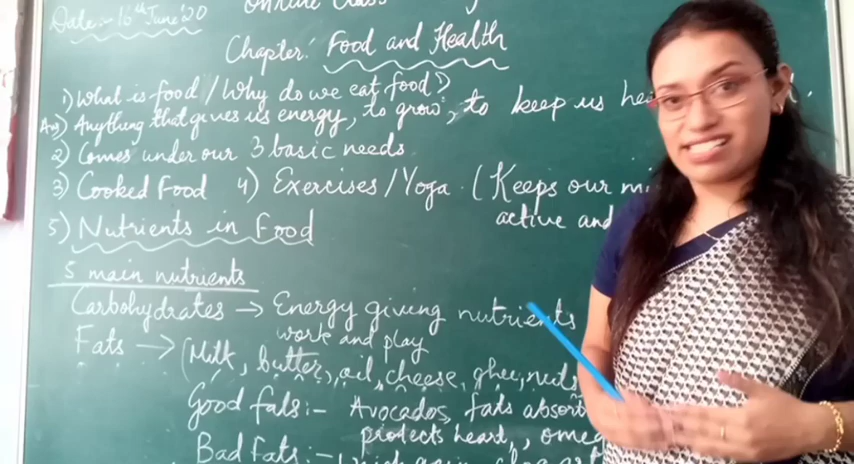 Date:- 16th June'20
Online Class
Chapter: Food and Health
1) What is food / Why do we eat food?
Ans) Anything that gives us energy, to grow, to keep us
2) Comes under our 3 basic needs
3) Cooked Food 4) Exercises/Yoga. (Keeps our
active and
5) Nutrients in Food
5 main nutrients
Carbohydrates → Energy giving nutrients
work and play
Fats → (Milk, butter, oil, cheese, ghee, nuts
Good fats:- Avocados, fats absorb
protects heart,
Bad Fats:-